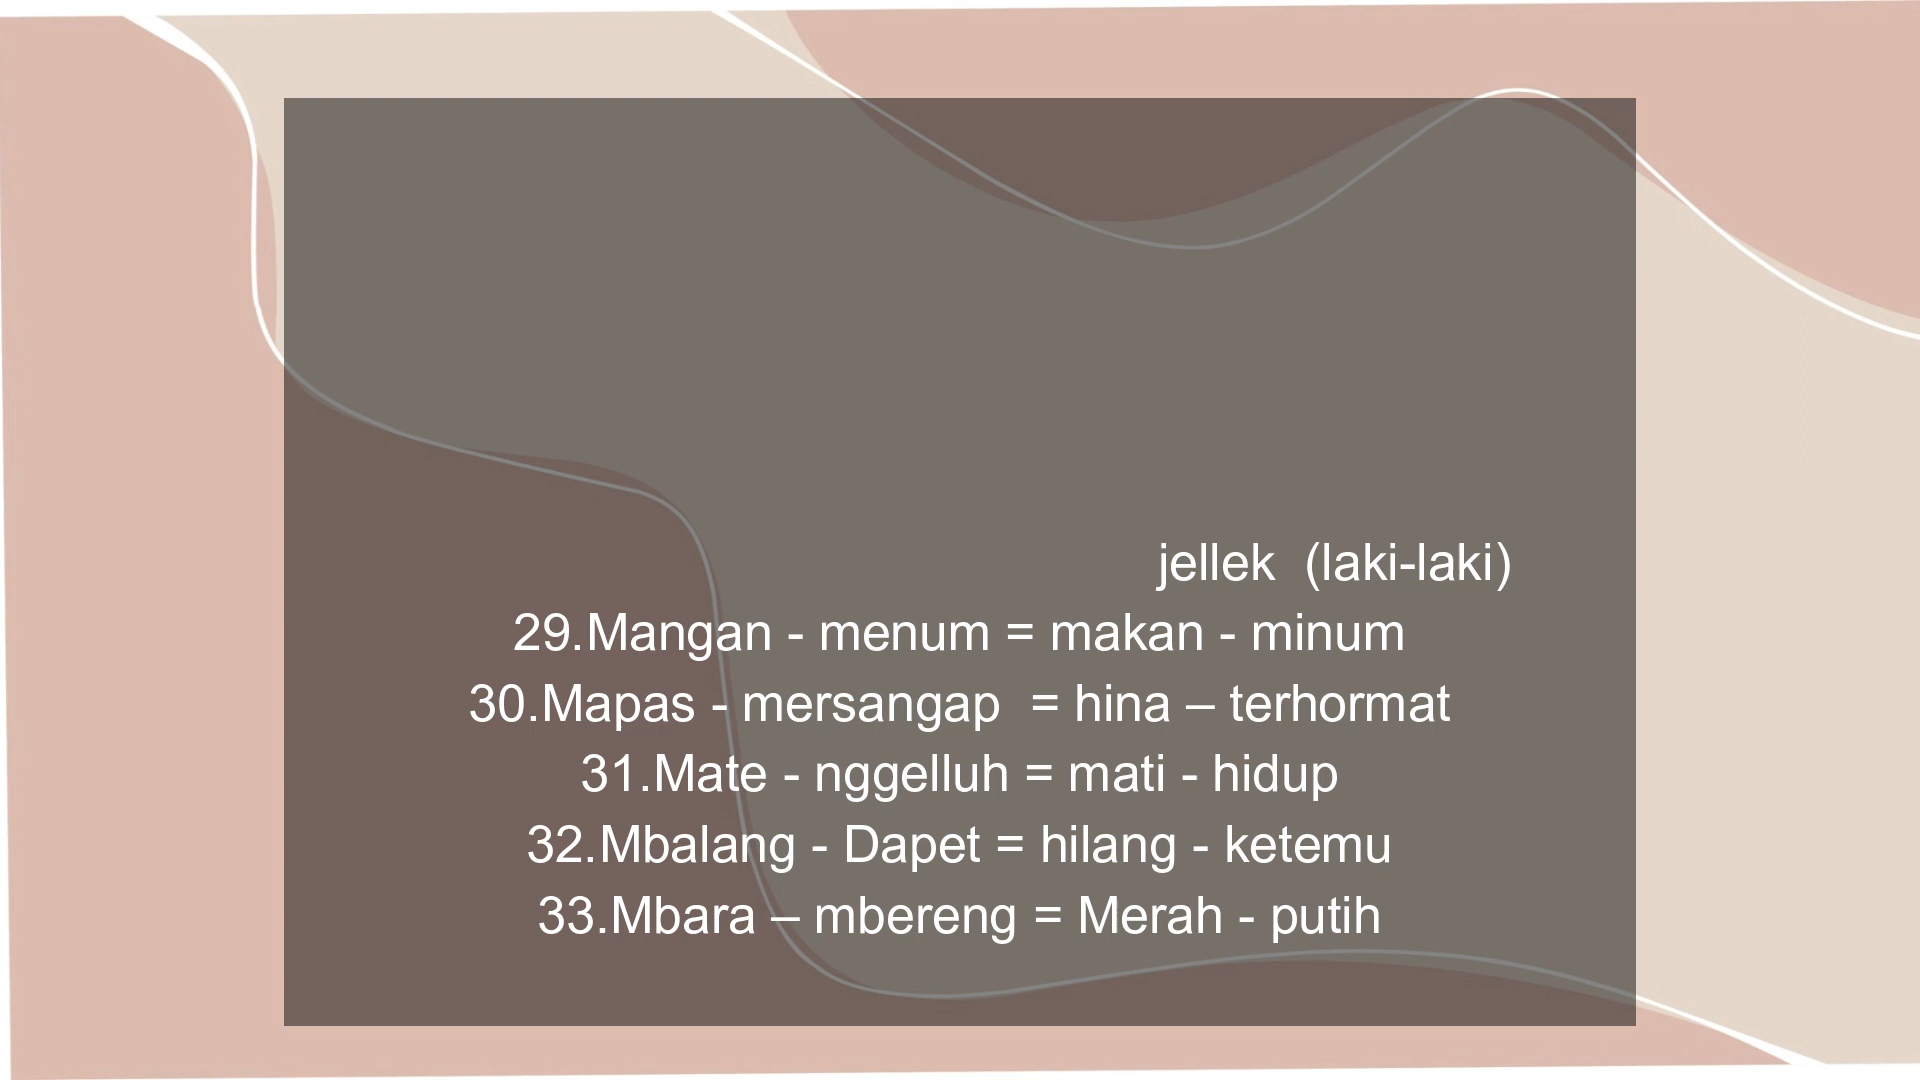 jellek  (laki-laki)
29.Mangan - menum = makan - minum
30.Mapas - mersangap  = hina – terhormat
31.Mate - nggelluh = mati - hidup
32.Mbalang - Dapet = hilang - ketemu
33.Mbara – mbereng = Merah - putih